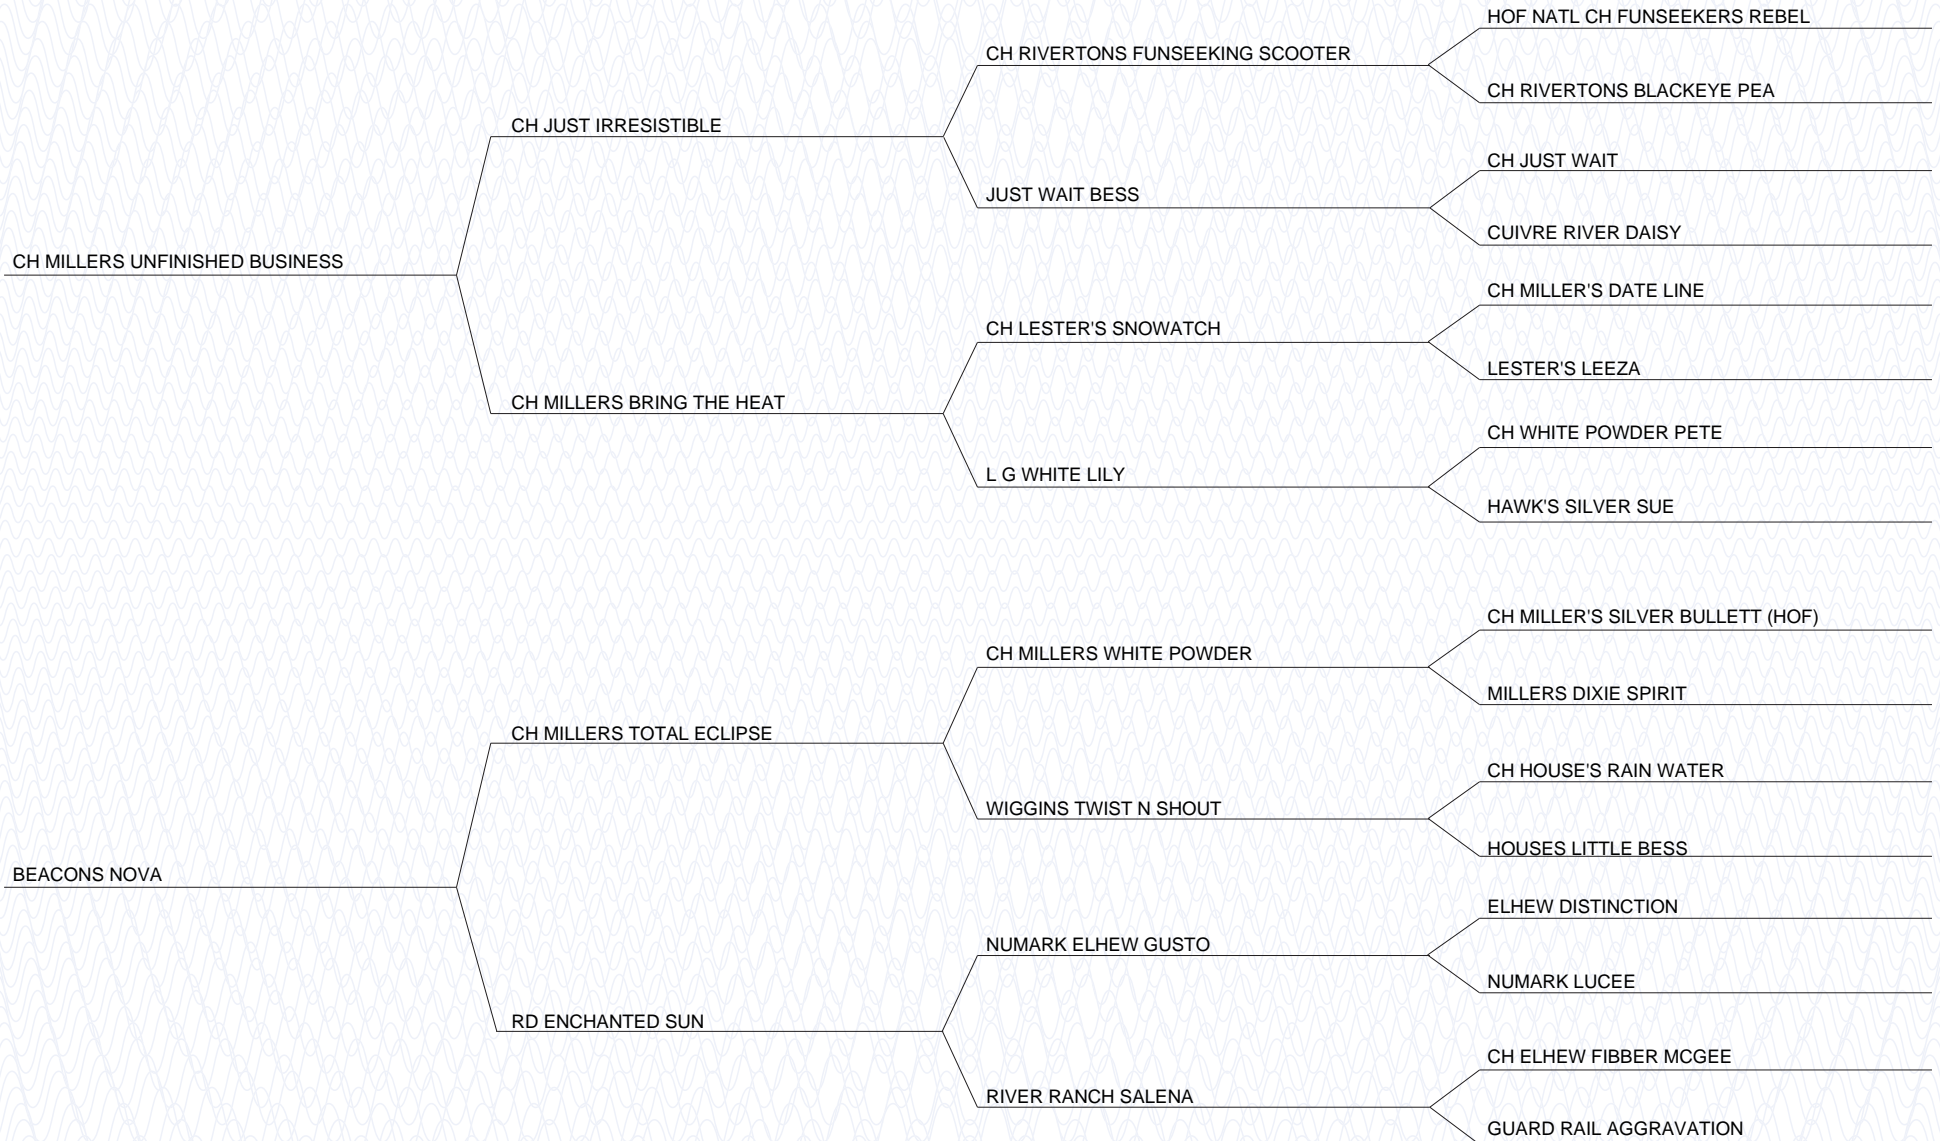 HOF NATL CH FUNSEEKERS REBEL
CH RIVERTONS FUNSEEKING SCOOTER
CH RIVERTONS BLACKEYE PEA
CH JUST IRRESISTIBLE
CH JUST WAIT
JUST WAIT BESS
CUIVRE RIVER DAISY
CH MILLERS UNFINISHED BUSINESS
CH MILLER'S DATE LINE
CH LESTER'S SNOWATCH
LESTER'S LEEZA
CH MILLERS BRING THE HEAT
CH WHITE POWDER PETE
L G WHITE LILY
HAWK'S SILVER SUE
CH MILLER'S SILVER BULLETT (HOF)
CH MILLERS WHITE POWDER
MILLERS DIXIE SPIRIT
CH MILLERS TOTAL ECLIPSE
CH HOUSE'S RAIN WATER
WIGGINS TWIST N SHOUT
HOUSES LITTLE BESS
BEACONS NOVA
ELHEW DISTINCTION
NUMARK ELHEW GUSTO
NUMARK LUCEE
RD ENCHANTED SUN
CH ELHEW FIBBER MCGEE
RIVER RANCH SALENA
GUARD RAIL AGGRAVATION